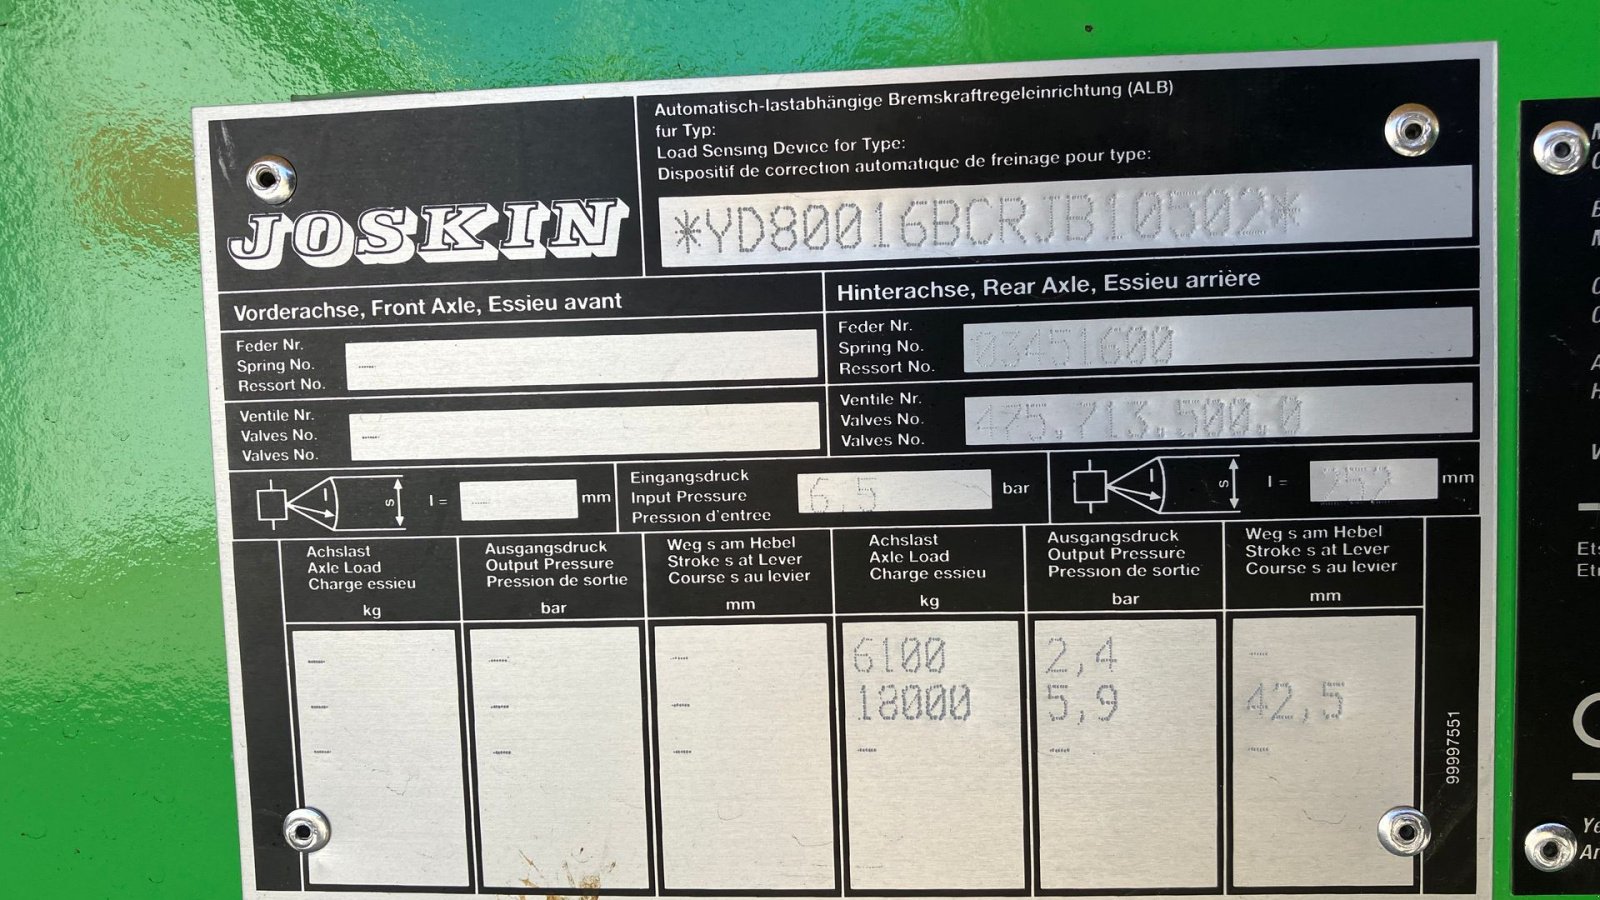 JOSKIN
Automatisch-lastabhängige Bremskraftregeleinrichtung (ALB)
fur Typ:
Load Sensing Device for Type:
Dispositif de correction automatique de freinage pour type:
*YD80016BCRJB10502*
Vorderachse, Front Axle, Essieu avant
Feder Nr.
Spring No.
Ressort No.
---
Ventile Nr.
Valves No.
Valves No.
---
Hinterachse, Rear Axle, Essieu arrière
Feder Nr.
Spring No.
Ressort No.
03451600
Ventile Nr.
Valves No.
Valves No.
475.713.500.0
s l = --- mm
Eingangsdruck
Input Pressure
Pression d'entree
6,5 bar
s l = 252 mm
Achslast
Axle Load
Charge essieu
kg
Ausgangsdruck
Output Pressure
Pression de sortie
bar
Weg s am Hebel
Stroke s at Lever
Course s au levier
mm
Achslast
Axle Load
Charge essieu
kg
Ausgangsdruck
Output Pressure
Pression de sortie
bar
Weg s am Hebel
Stroke s at Lever
Course s au levier
mm
--- --- --- 6100 2,4 ---
--- --- --- 18000 5,9 42,5
--- --- --- --- --- ---
99997551